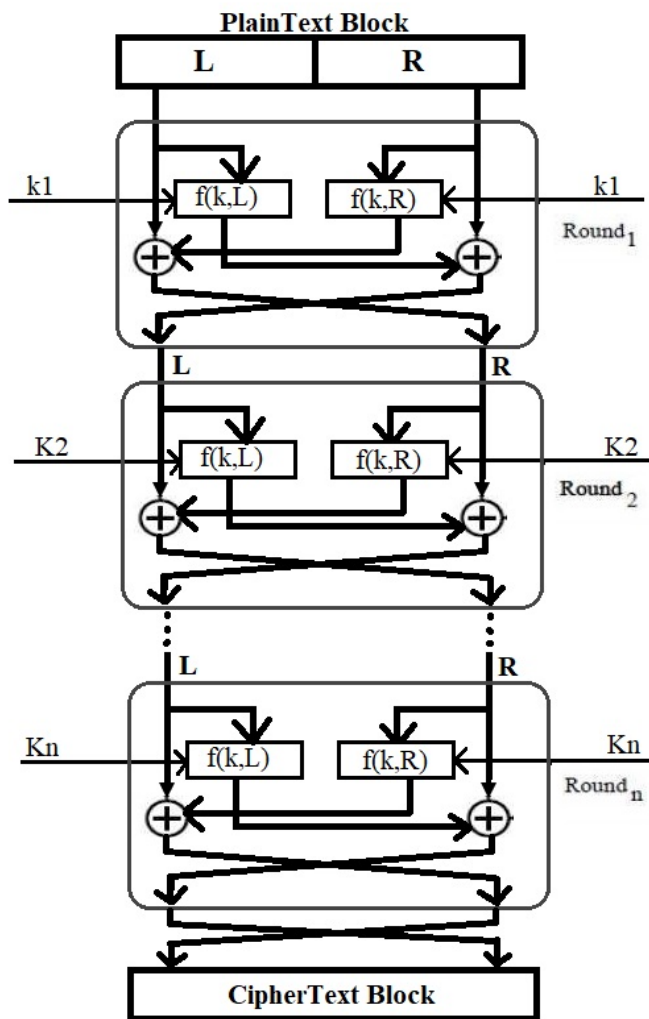 PlainText Block
L R
k1 f(k,L) f(k,R) k1
Round1
L R
K2 f(k,L) f(k,R) K2
Round2
L R
Kn f(k,L) f(k,R) Kn
Roundn
CipherText Block